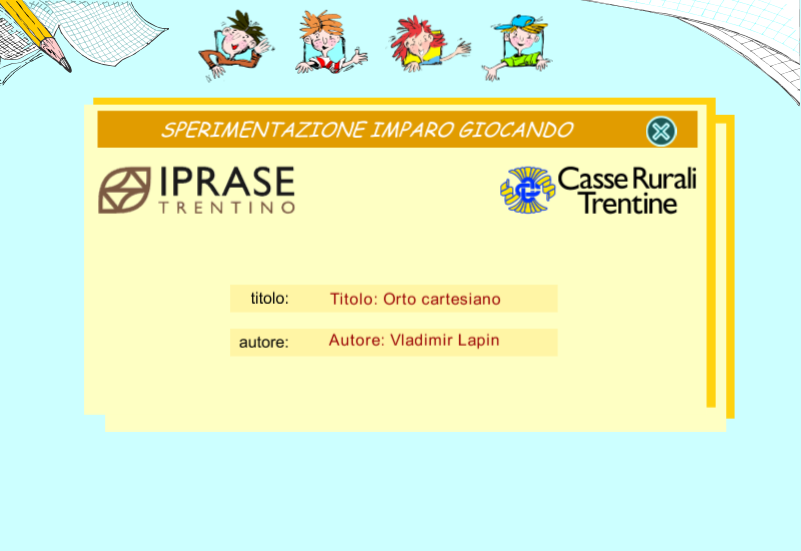 SPERIMENTAZIONE IMPARO GIOCANDO
IPRASE
TRENTINO
Casse Rurali
Trentine
titolo: Titolo: Orto cartesiano
autore: Autore: Vladimir Lapin